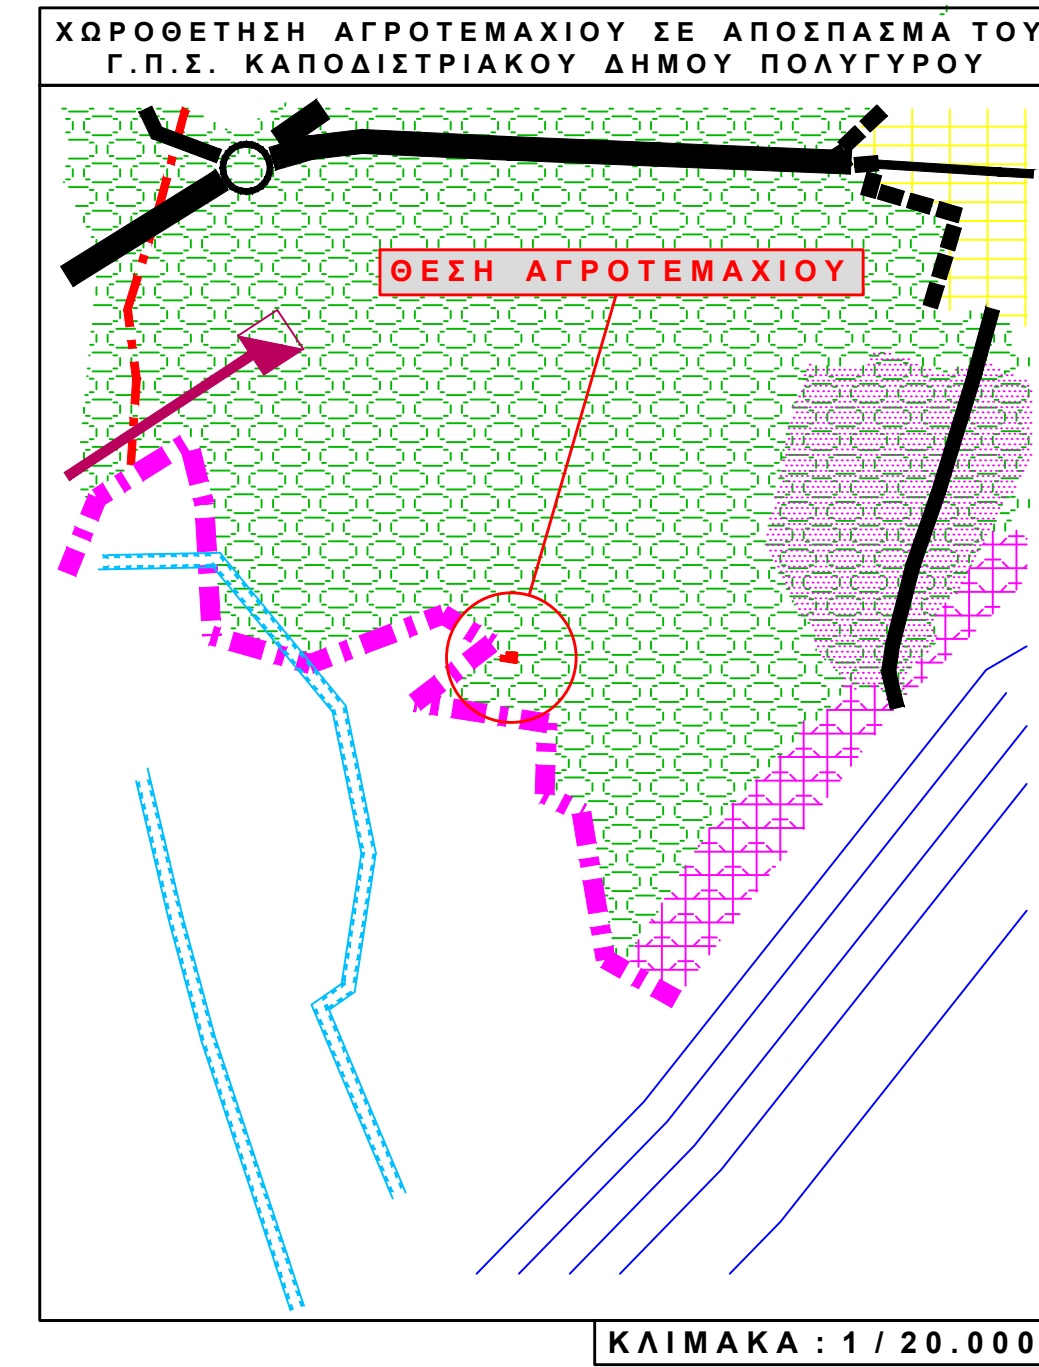 ΧΩΡΟΘΕΤΗΣΗ ΑΓΡΟΤΕΜΑΧΙΟΥ ΣΕ ΑΠΟΣΠΑΣΜΑ ΤΟΥ
Γ.Π.Σ. ΚΑΠΟΔΙΣΤΡΙΑΚΟΥ ΔΗΜΟΥ ΠΟΛΥΓΥΡΟΥ
ΘΕΣΗ ΑΓΡΟΤΕΜΑΧΙΟΥ
ΚΛΙΜΑΚΑ : 1 / 20.000